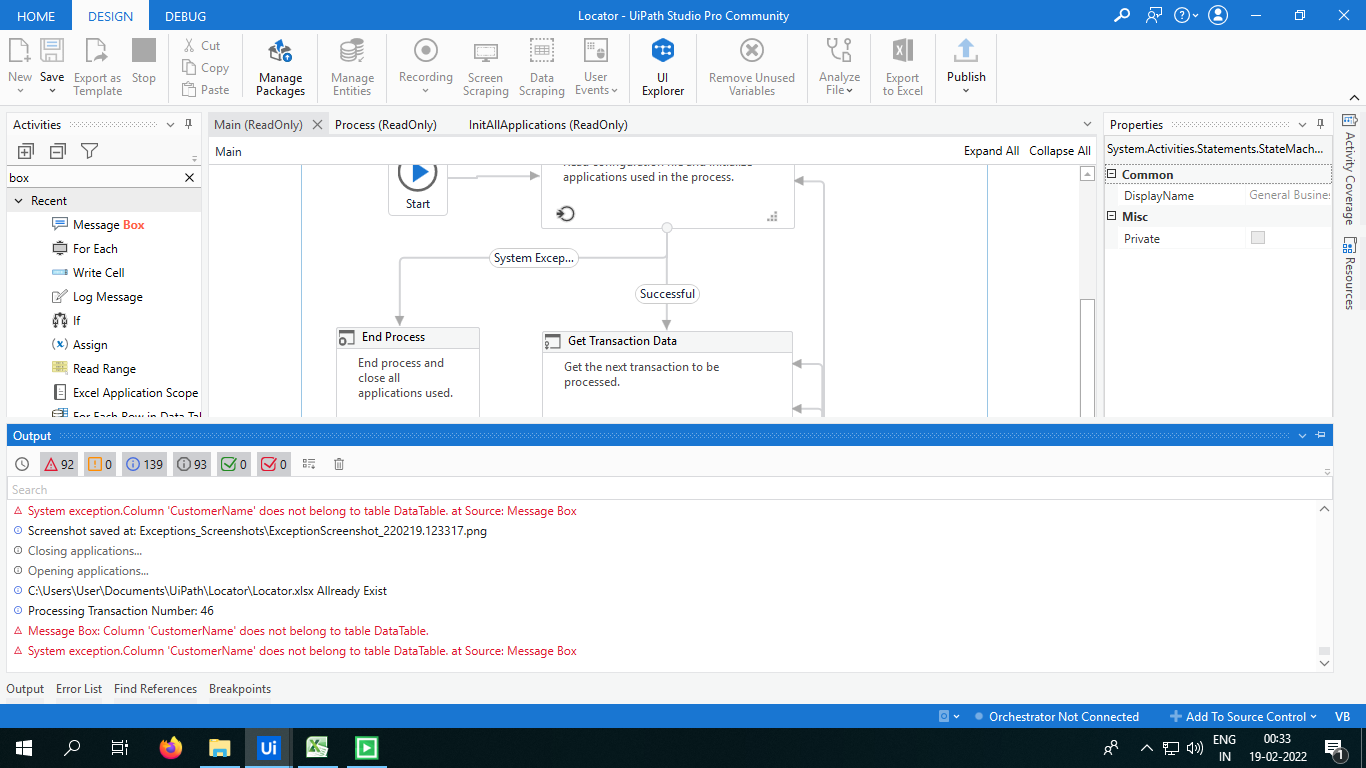 HOME DESIGN DEBUG Locator - UiPath Studio Pro Community
New Save Export as Template Stop Cut Copy Paste Manage Packages Manage Entities Recording Screen Scraping Data Scraping User Events UI Explorer Remove Unused Variables Analyze File Export to Excel Publish
Activities
box
Recent
Message Box
For Each
Write Cell
Log Message
If
Assign
Read Range
Excel Application Scope
For Each Row in Data Tal
Main (ReadOnly) Process (ReadOnly) InitAllApplications (ReadOnly)
Main Expand All Collapse All
Start
Read configuration file and initialize
applications used in the process.
System Excep...
Successful
End Process
End process and
close all
applications used.
Get Transaction Data
Get the next transaction to be
processed.
Properties
System.Activities.Statements.StateMach...
Common
DisplayName General Busine
Misc
Private
Activity Coverage
Resources
Output
92 0 139 93 0 0
Search
System exception.Column 'CustomerName' does not belong to table DataTable. at Source: Message Box
Screenshot saved at: Exceptions_Screenshots\ExceptionScreenshot_220219.123317.png
Closing applications...
Opening applications...
C:\Users\User\Documents\UiPath\Locator\Locator.xlsx Allready Exist
Processing Transaction Number: 46
Message Box: Column 'CustomerName' does not belong to table DataTable.
System exception.Column 'CustomerName' does not belong to table DataTable. at Source: Message Box
Output Error List Find References Breakpoints
Orchestrator Not Connected Add To Source Control VB
Ui
ENG
IN
00:33
19-02-2022
1